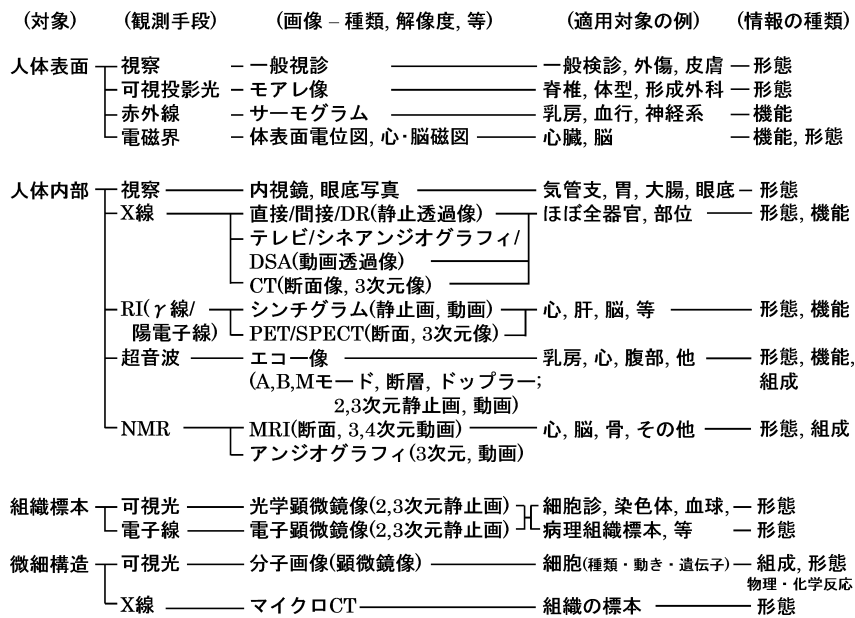 (対象) (観測手段) (画像 – 種類, 解像度, 等) (適用対象の例) (情報の種類)
人体表面 視察 一般視診 一般検診, 外傷, 皮膚 形態
可視投影光 モアレ像 脊椎, 体型, 形成外科 形態
赤外線 サーモグラム 乳房, 血行, 神経系 機能
電磁界 体表面電位図, 心・脳磁図 心臓, 脳 機能, 形態
人体内部 視察 内視鏡, 眼底写真 気管支, 胃, 大腸, 眼底 形態
X線 直接/間接/DR(静止透過像) ほぼ全器官, 部位 形態, 機能
テレビ/シネアンジオグラフィ/
DSA(動画透過像)
CT(断面像, 3次元像)
RI(γ線/ シンチグラム(静止画, 動画) 心, 肝, 脳, 等 形態, 機能
陽電子線) PET/SPECT(断面, 3次元像)
超音波 エコー像 乳房, 心, 腹部, 他 形態, 機能,
(A,B,Mモード, 断層, ドップラー; 組成
2,3次元静止画, 動画)
NMR MRI(断面, 3,4次元動画) 心, 脳, 骨, その他 形態, 組成
アンジオグラフィ(3次元, 動画)
組織標本 可視光 光学顕微鏡像(2,3次元静止画) 細胞診, 染色体, 血球, 形態
電子線 電子顕微鏡像(2,3次元静止画) 病理組織標本, 等 形態
微細構造 可視光 分子画像(顕微鏡像) 細胞(種類・動き・遺伝子) 組成, 形態
物理・化学反応
X線 マイクロCT 組織の標本 形態